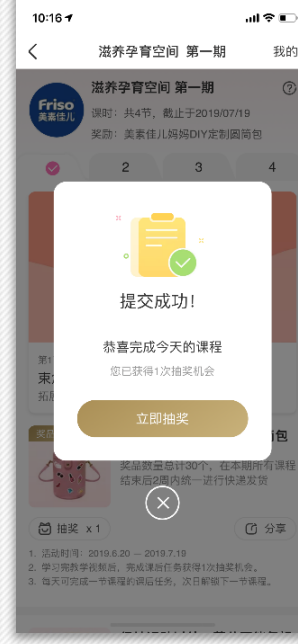 10:16
滋养孕育空间 第一期
我的
滋养孕育空间 第一期
Friso
美素佳儿
课时：共4节，截止于2019/07/19
奖励：美素佳儿妈妈DIY定制圆筒包
2 3 4
提交成功！
恭喜完成今天的课程
您已获得1次抽奖机会
立即抽奖
奖品数量总计30个，在本期所有课程
结束后2周内统一进行快递发货
抽奖 x 1
分享
1. 活动时间：2019.6.20 — 2019.7.19
2. 学习完教学视频后，完成课后任务获得1次抽奖机会。
3. 每天可完成一节课程的课后任务，次日解锁下一节课程。